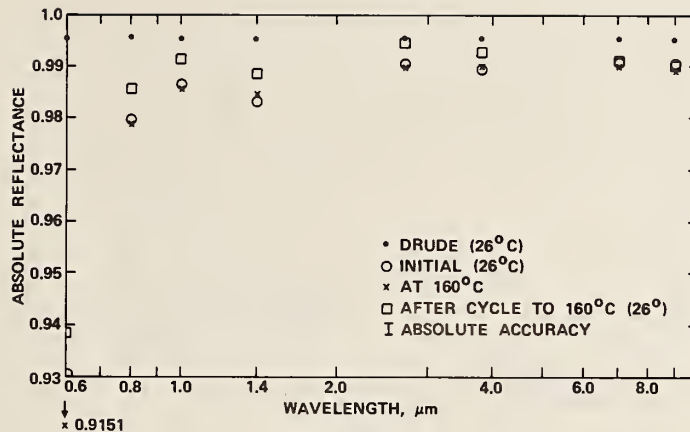 1.0
0.99
0.98
0.97
0.96
0.95
0.94
0.93
ABSOLUTE REFLECTANCE
• DRUDE (26°C)
○ INITIAL (26°C)
× AT 160°C
□ AFTER CYCLE TO 160°C (26°)
I ABSOLUTE ACCURACY
0.6 0.8 1.0 1.4 2.0 4.0 6.0 8.0
WAVELENGTH, μm
× 0.9151